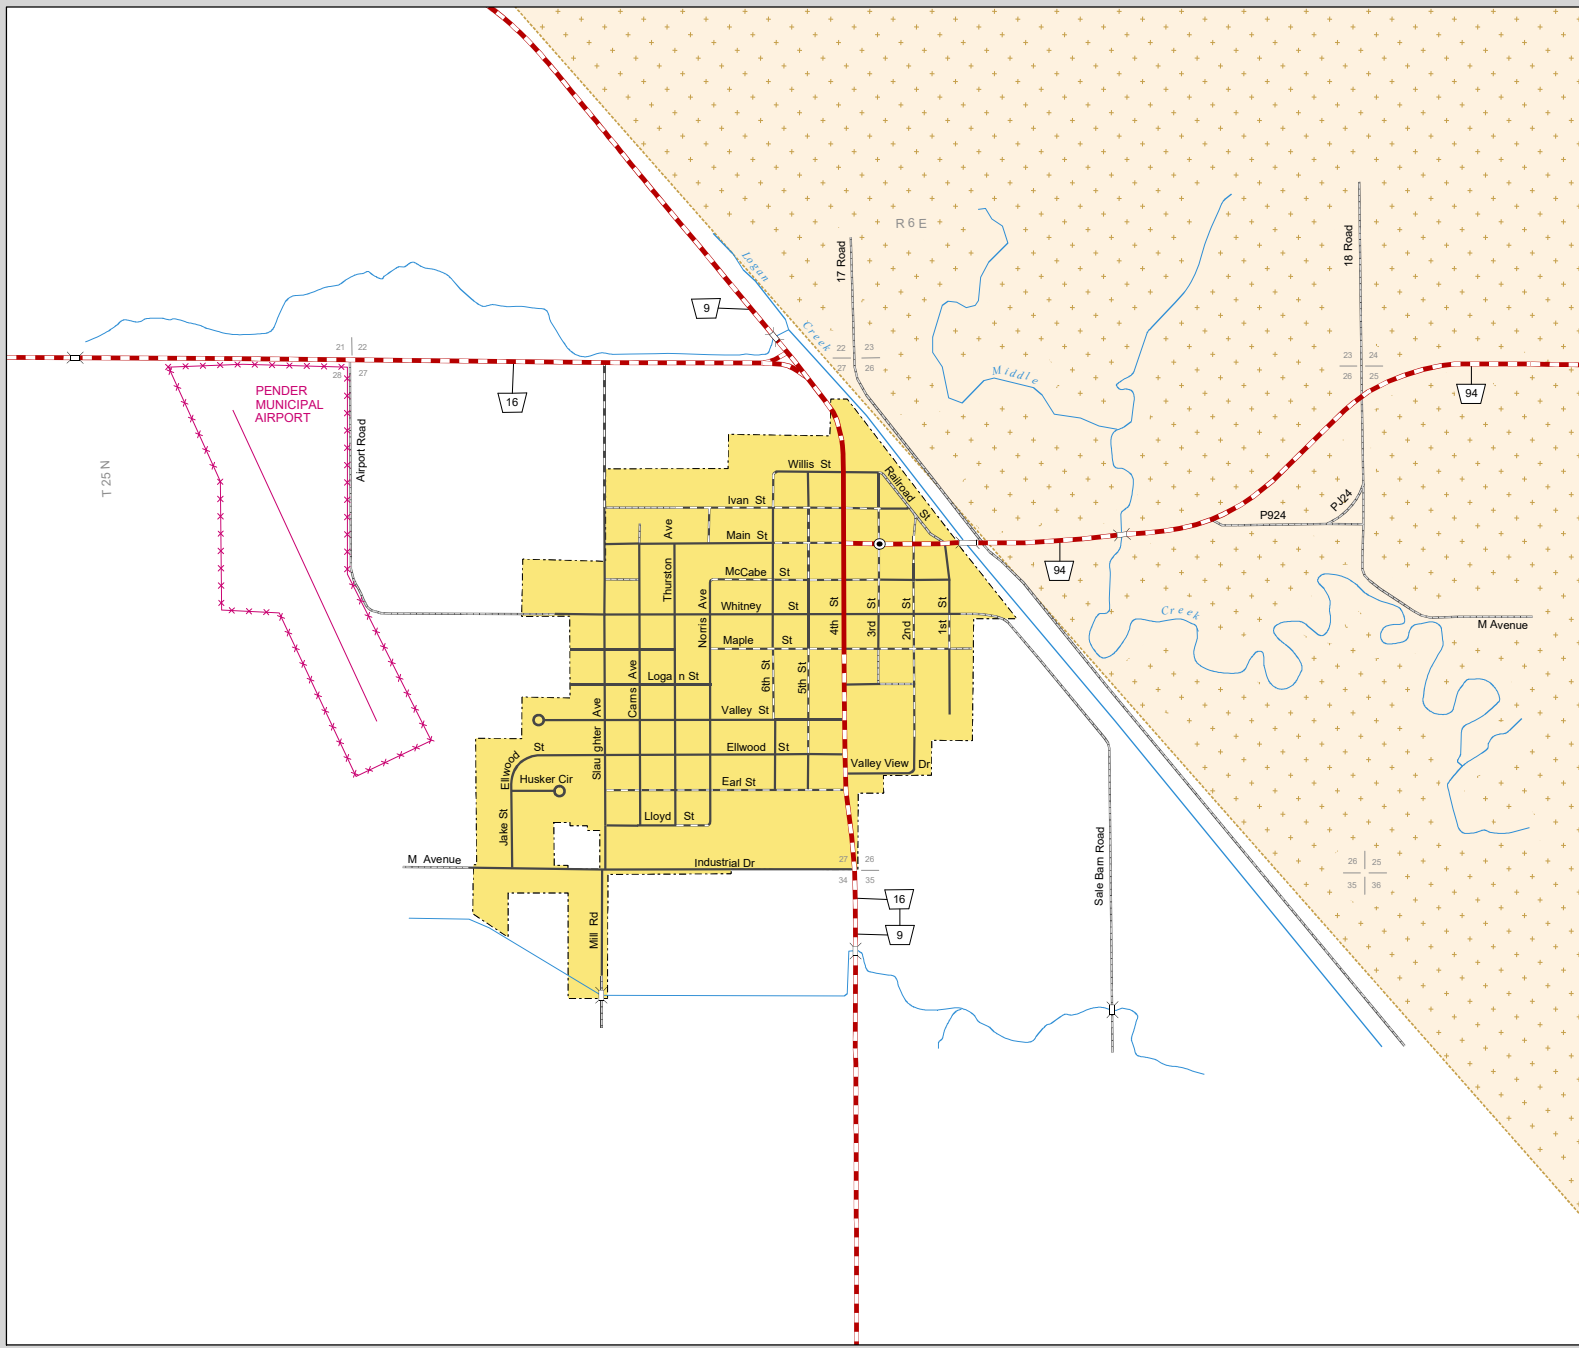 R 6 E
17 Road
18 Road
Logan
Creek
9
21 22
28 27
22 23
27 26
23 24
26 25
PENDER
MUNICIPAL
AIRPORT
16
94
Middle
T 25 N
Airport Road
Willis St
Railroad St
Ivan St
PJ24
P924
Main St
94
Thurston Ave
McCabe St
Norris Ave
Whitney St
4th St
3rd St
2nd St
1st St
Creek
M Avenue
Maple St
6th St
5th St
Logan St
Carns Ave
Slaughter Ave
Valley St
Ellwood St
Ellwood St
Valley View Dr
Husker Cir
Earl St
Jake St
Lloyd St
Sale Barn Road
M Avenue
Industrial Dr
27 26
34 35
26 25
35 36
16
9
Mill Rd